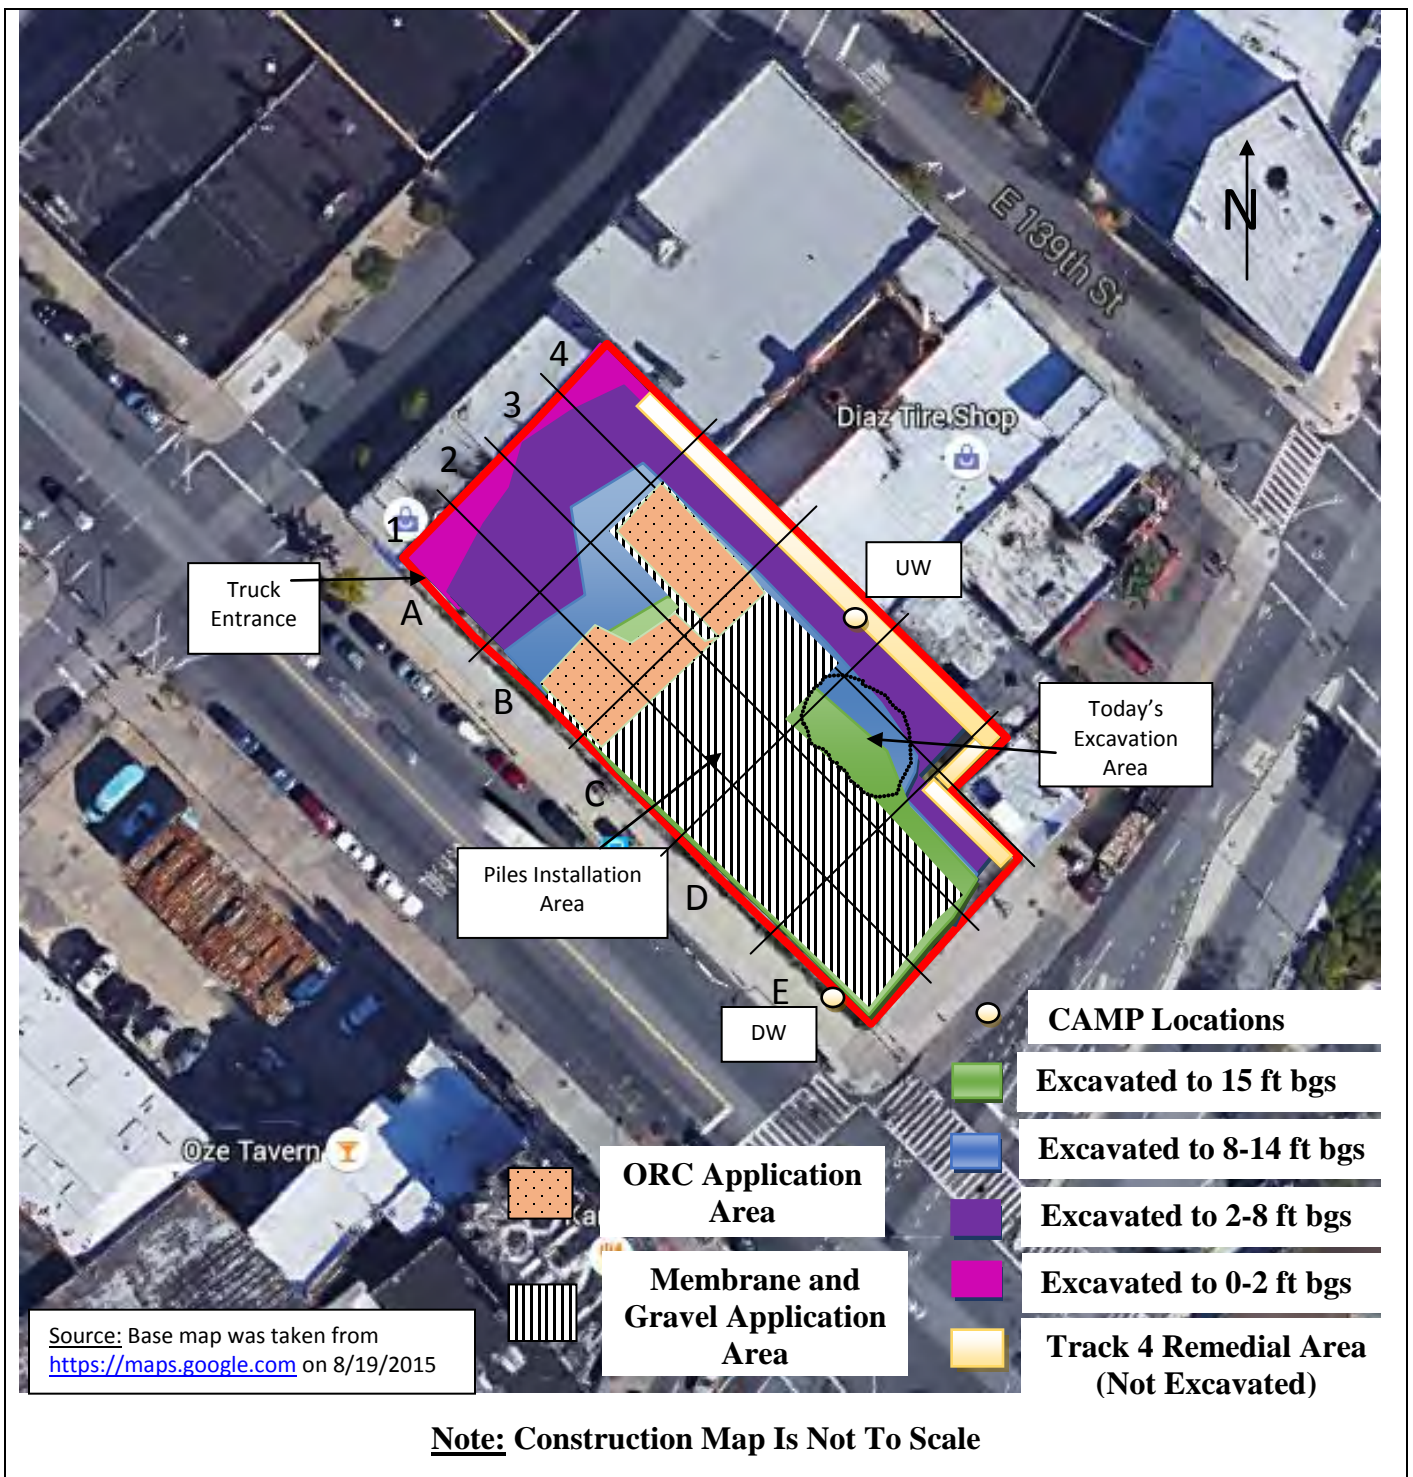 E 139th St
N
4
3
Diaz Tire Shop
2
1
UW
Truck
Entrance
A
B
Today's
Excavation
Area
C
Piles Installation
Area
D
E
DW
CAMP Locations
Excavated to 15 ft bgs
Excavated to 8-14 ft bgs
Excavated to 2-8 ft bgs
Excavated to 0-2 ft bgs
Track 4 Remedial Area
(Not Excavated)
Oze Tavern
ORC Application
Area
Membrane and
Gravel Application
Area
Source: Base map was taken from
https://maps.google.com on 8/19/2015
Note: Construction Map Is Not To Scale